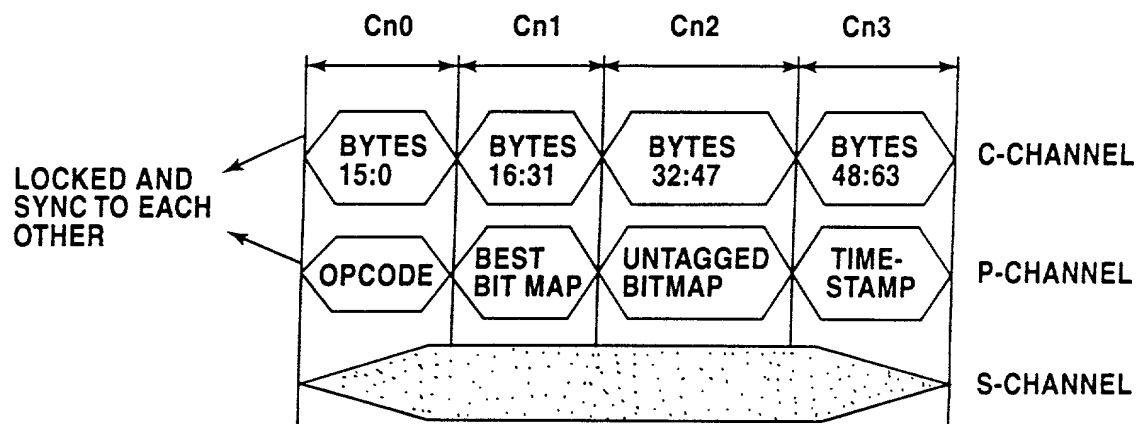 Cn0 Cn1 Cn2 Cn3
BYTES 15:0
BYTES 16:31
BYTES 32:47
BYTES 48:63
C-CHANNEL
LOCKED AND
SYNC TO EACH
OTHER
OPCODE
BEST
BIT MAP
UNTAGGED
BITMAP
TIME-
STAMP
P-CHANNEL
S-CHANNEL